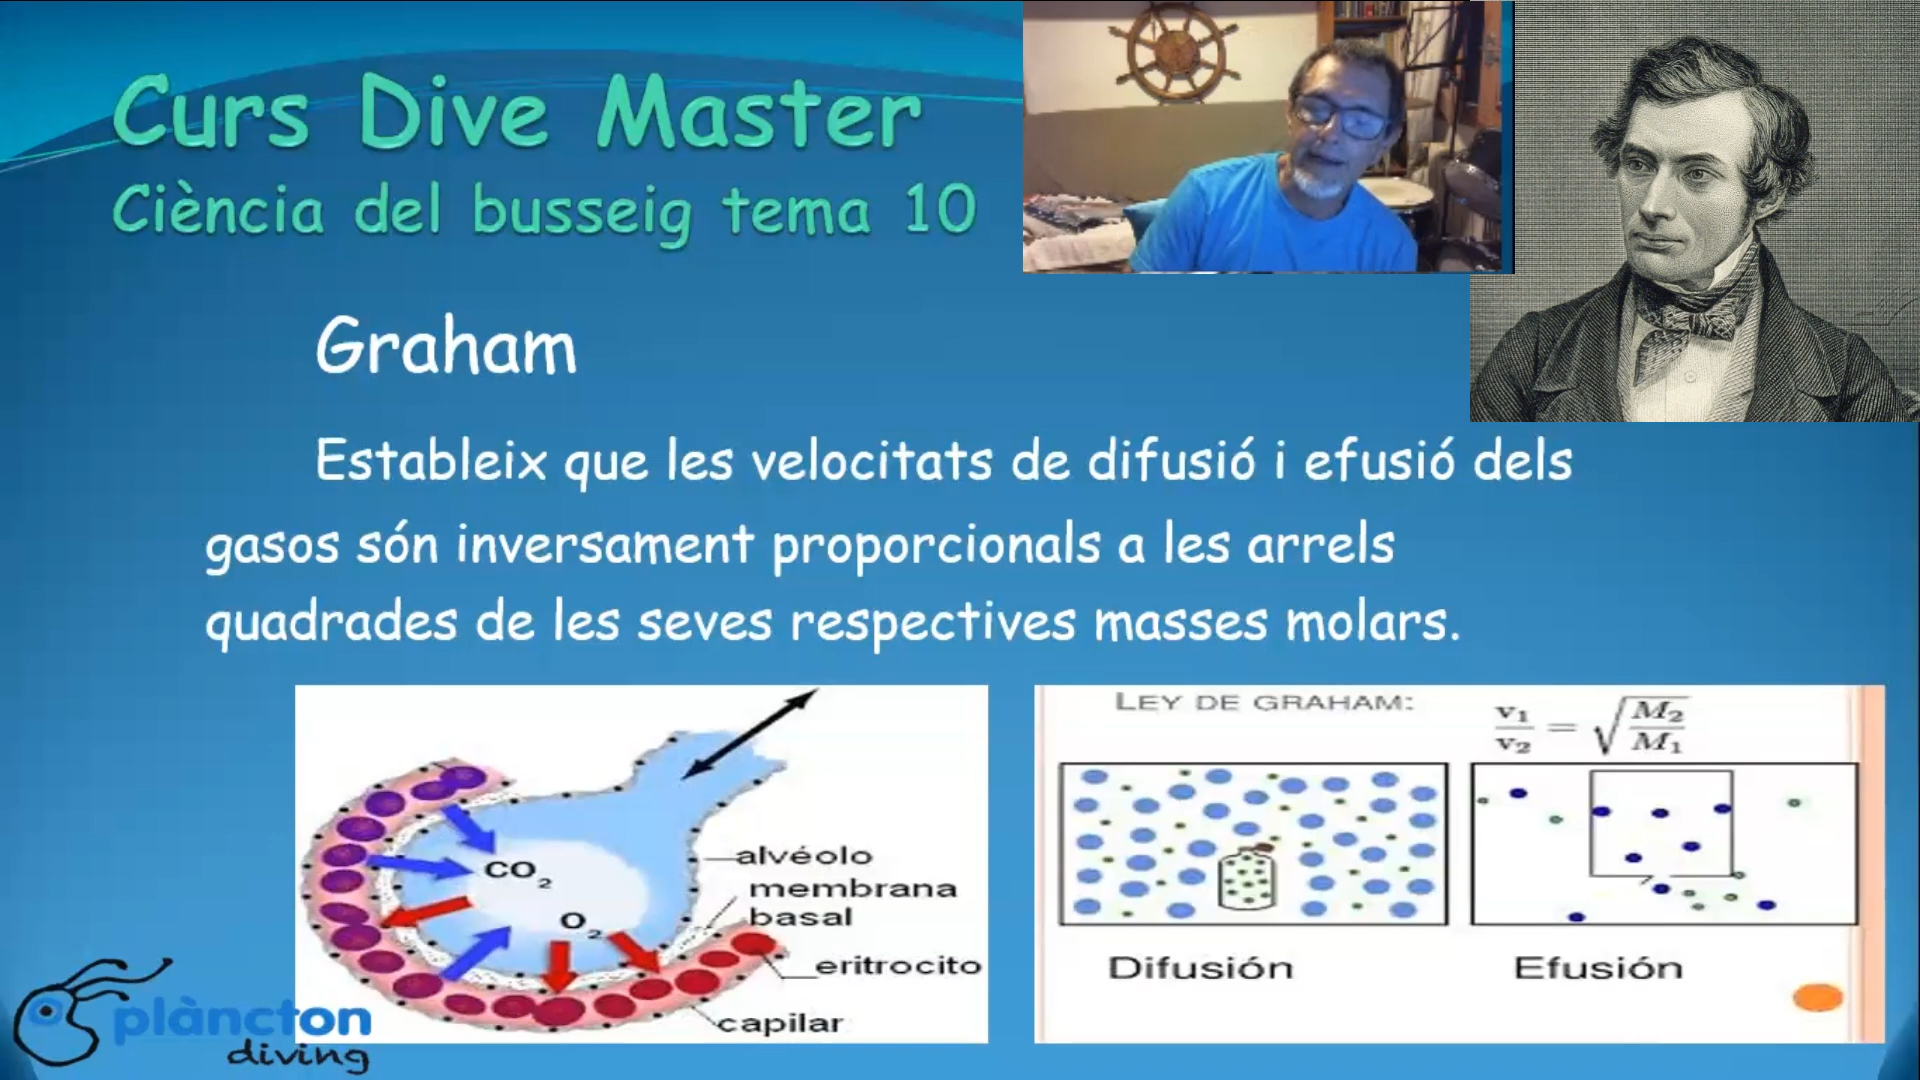 Curs Dive Master
Ciència del busseig tema 10
Graham
Estableix que les velocitats de difusió i efusió dels
gasos són inversament proporcionals a les arrels
quadrades de les seves respectives masses molars.
CO2
O2
alvéolo
membrana
basal
eritrocito
capilar
LEY DE GRAHAM:
v1/v2 = √M2/M1
Difusión
Efusión
plàncton
diving